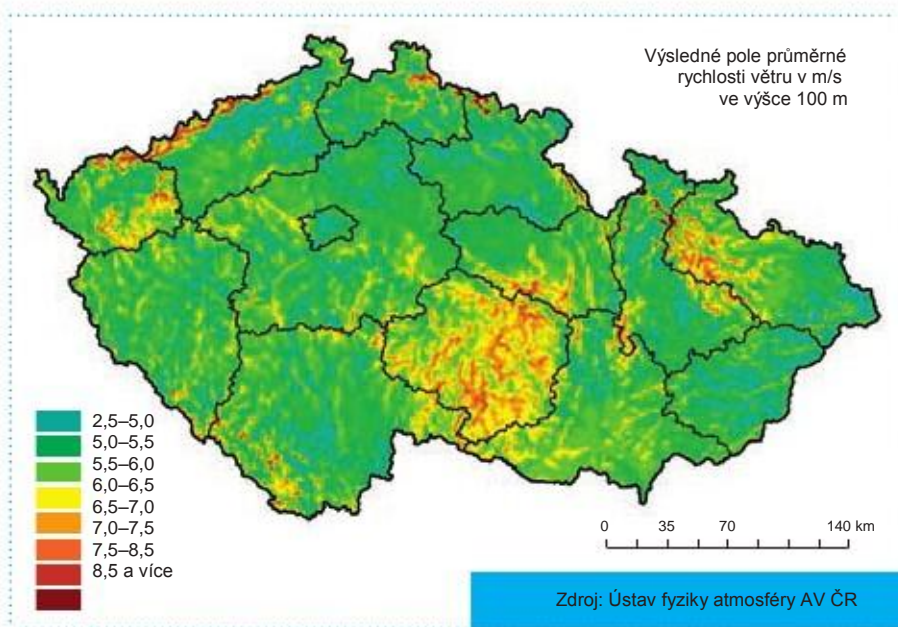 Výsledné pole průměrné
rychlosti větru v m/s
ve výšce 100 m
2,5–5,0
5,0–5,5
5,5–6,0
6,0–6,5
6,5–7,0
7,0–7,5
7,5–8,5
8,5 a více
0 35 70 140 km
Zdroj: Ústav fyziky atmosféry AV ČR